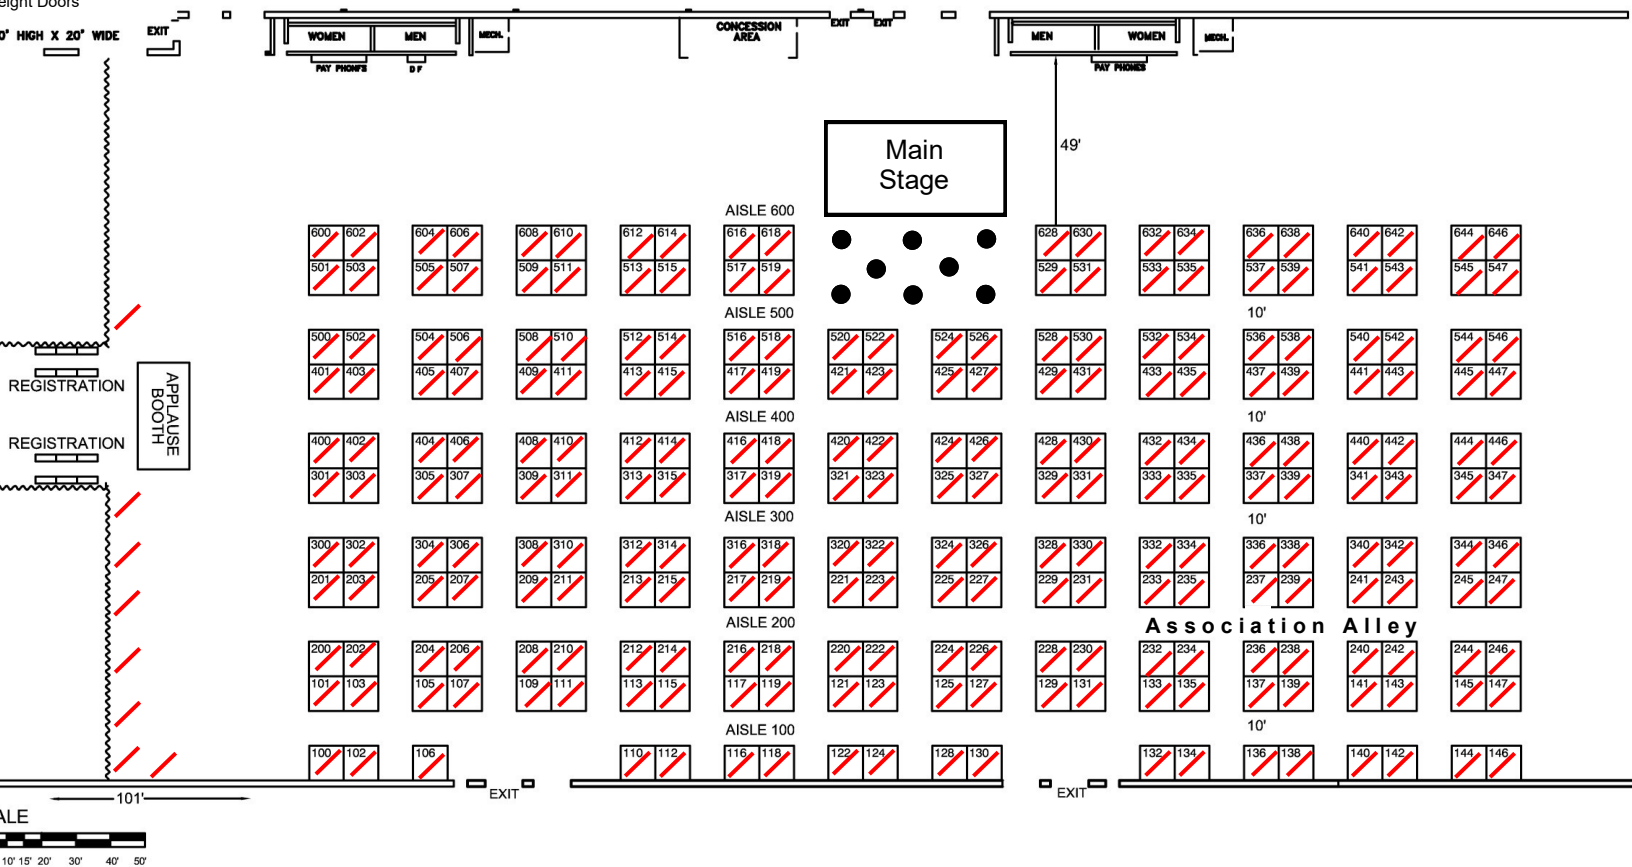 eight Doors
0' HIGH X 20' WIDE
EXIT
WOMEN MEN MECH.
PAY PHONES D F
CONCESSION
AREA
EXIT EXIT
MEN WOMEN MECH.
PAY PHONES
49'
Main
Stage
AISLE 600
600 602 604 606 608 610 612 614 616 618 628 630 632 634 636 638 640 642 644 646
501 503 505 507 509 511 513 515 517 519 529 531 533 535 537 539 541 543 545 547
AISLE 500 10'
500 502 504 506 508 510 512 514 516 518 520 522 524 526 528 530 532 534 536 538 540 542 544 546
401 403 405 407 409 411 413 415 417 419 421 423 425 427 429 431 433 435 437 439 441 443 445 447
REGISTRATION
APPLAUSE
BOOTH
AISLE 400 10'
REGISTRATION
400 402 404 406 408 410 412 414 416 418 420 422 424 426 428 430 432 434 436 438 440 442 444 446
301 303 305 307 309 311 313 315 317 319 321 323 325 327 329 331 333 335 337 339 341 343 345 347
AISLE 300 10'
300 302 304 306 308 310 312 314 316 318 320 322 324 326 328 330 332 334 336 338 340 342 344 346
201 203 205 207 209 211 213 215 217 219 221 223 225 227 229 231 233 235 237 239 241 243 245 247
AISLE 200 Association Alley
200 202 204 206 208 210 212 214 216 218 220 222 224 226 228 230 232 234 236 238 240 242 244 246
101 103 105 107 109 111 113 115 117 119 121 123 125 127 129 131 133 135 137 139 141 143 145 147
AISLE 100 10'
100 102 106 110 112 116 118 122 124 128 130 132 134 136 138 140 142 144 146
EXIT EXIT
101'
ALE
10' 15' 20' 30' 40' 50'